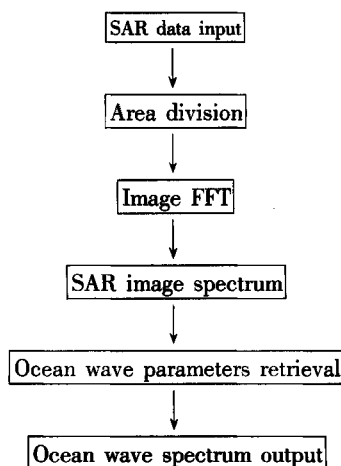 SAR data input
Area division
Image FFT
SAR image spectrum
Ocean wave parameters retrieval
Ocean wave spectrum output